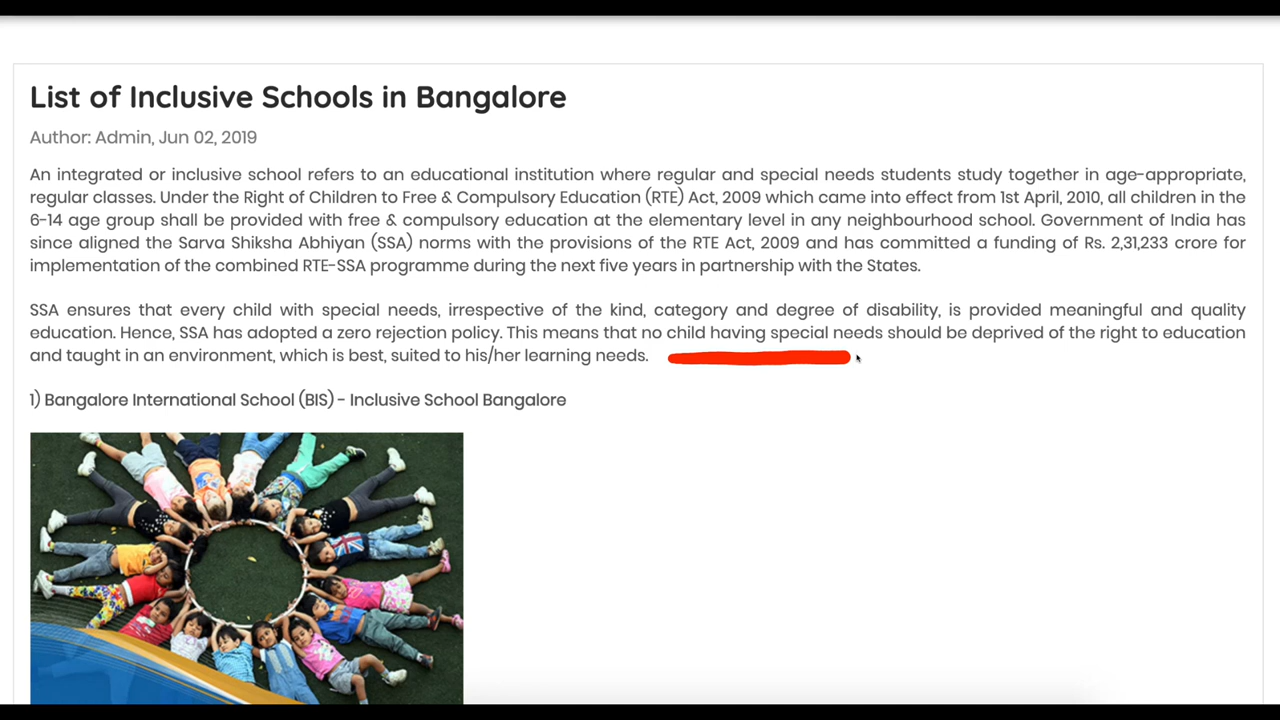 List of Inclusive Schools in Bangalore
Author: Admin, Jun 02, 2019
An integrated or inclusive school refers to an educational institution where regular and special needs students study together in age-appropriate,
regular classes. Under the Right of Children to Free & Compulsory Education (RTE) Act, 2009 which came into effect from 1st April, 2010, all children in the
6-14 age group shall be provided with free & compulsory education at the elementary level in any neighbourhood school. Government of India has
since aligned the Sarva Shiksha Abhiyan (SSA) norms with the provisions of the RTE Act, 2009 and has committed a funding of Rs. 2,31,233 crore for
implementation of the combined RTE-SSA programme during the next five years in partnership with the States.
SSA ensures that every child with special needs, irrespective of the kind, category and degree of disability, is provided meaningful and quality
education. Hence, SSA has adopted a zero rejection policy. This means that no child having special needs should be deprived of the right to education
and taught in an environment, which is best, suited to his/her learning needs.
1) Bangalore International School (BIS) - Inclusive School Bangalore